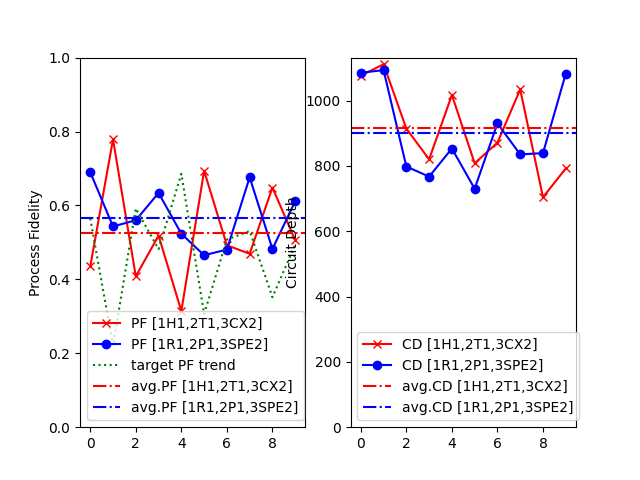 Process Fidelity
1.0
0.8
0.6
0.4
0.2
0.0
0 2 4 6 8
PF [1H1,2T1,3CX2]
PF [1R1,2P1,3SPE2]
target PF trend
avg.PF [1H1,2T1,3CX2]
avg.PF [1R1,2P1,3SPE2]
Circuit Depth
1000
800
600
400
200
0
0 2 4 6 8
CD [1H1,2T1,3CX2]
CD [1R1,2P1,3SPE2]
avg.CD [1H1,2T1,3CX2]
avg.CD [1R1,2P1,3SPE2]